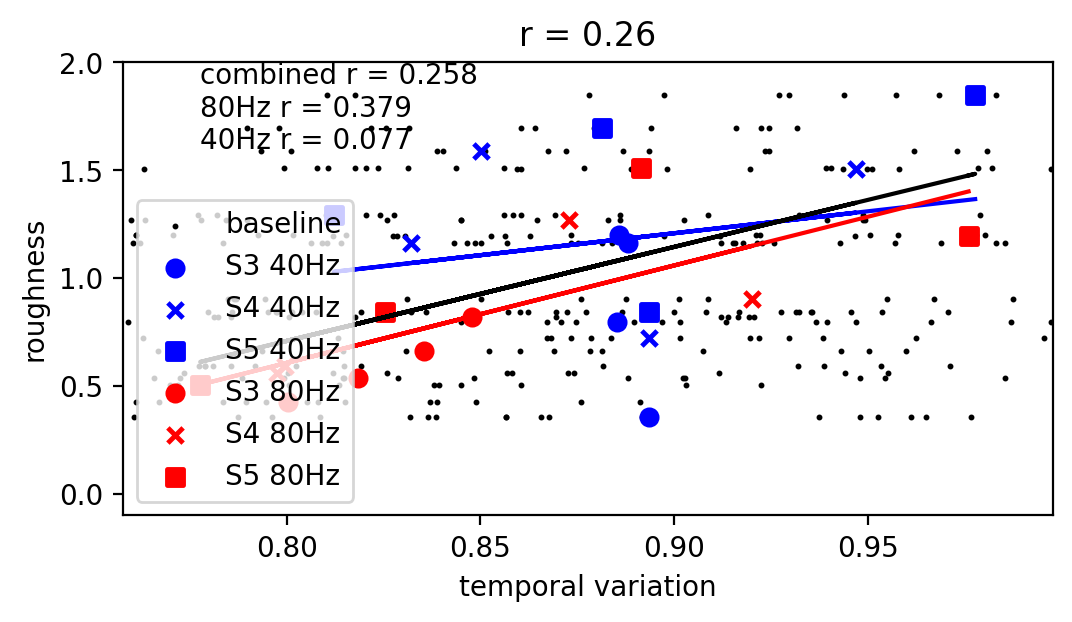 r = 0.26
combined r = 0.258
80Hz r = 0.379
40Hz r = 0.077
2.0
1.5
1.0
0.5
0.0
roughness
baseline
S3 40Hz
S4 40Hz
S5 40Hz
S3 80Hz
S4 80Hz
S5 80Hz
0.80
0.85
0.90
0.95
temporal variation